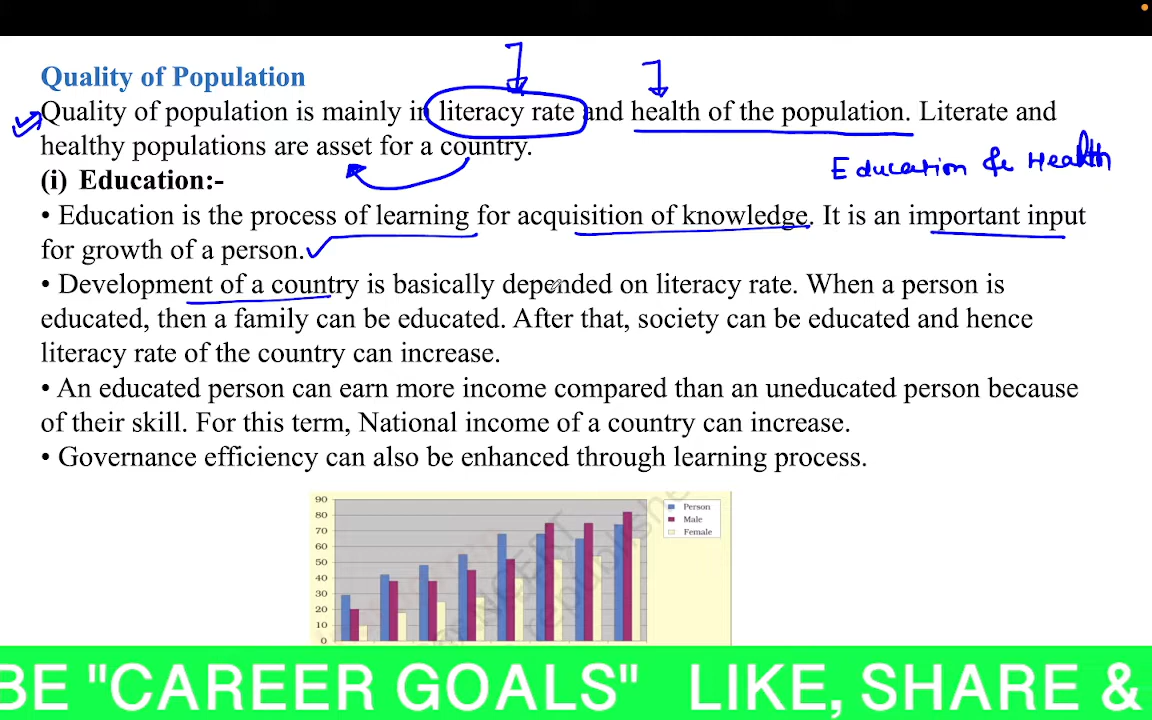 Quality of Population
Quality of population is mainly in literacy rate and health of the population. Literate and
healthy populations are asset for a country.
Education & Health
(i) Education:-
• Education is the process of learning for acquisition of knowledge. It is an important input
for growth of a person.
• Development of a country is basically depended on literacy rate. When a person is
educated, then a family can be educated. After that, society can be educated and hence
literacy rate of the country can increase.
• An educated person can earn more income compared than an uneducated person because
of their skill. For this term, National income of a country can increase.
• Governance efficiency can also be enhanced through learning process.
90
80
70
60
50
40
30
20
10
0
Person
Male
Female
BE "CAREER GOALS" LIKE, SHARE &